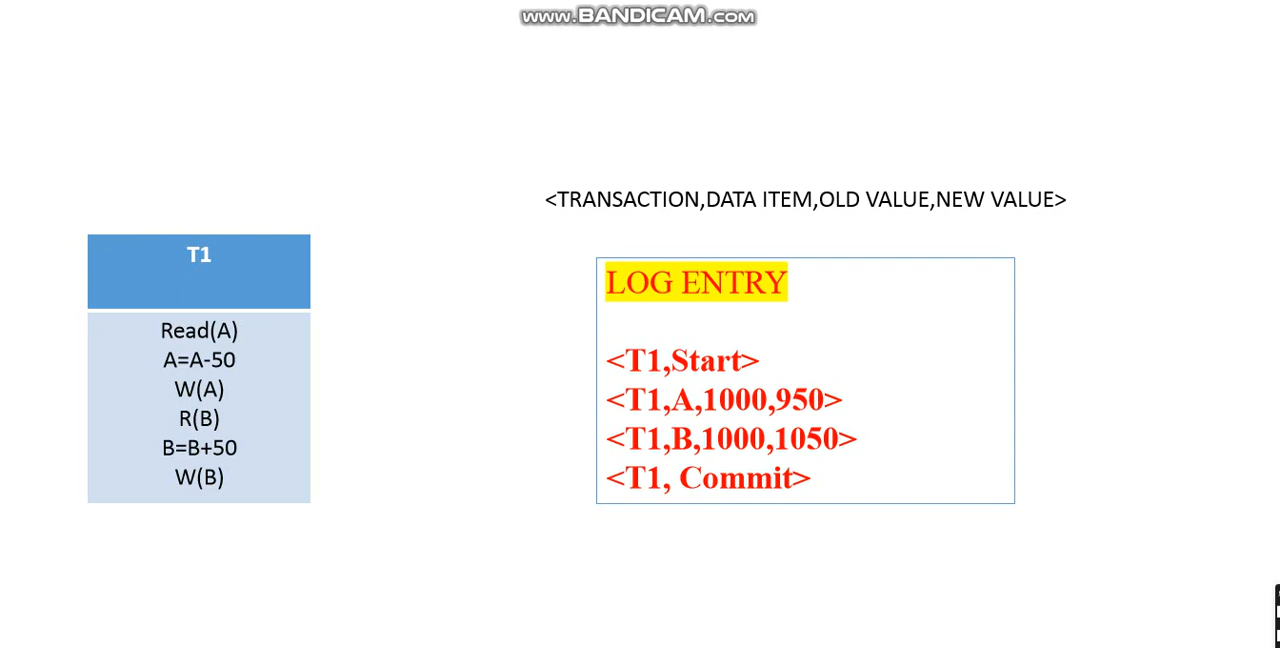 www.BANDICAM.com
<TRANSACTION,DATA ITEM,OLD VALUE,NEW VALUE>
T1
Read(A)
A=A-50
W(A)
R(B)
B=B+50
W(B)
LOG ENTRY
<T1,Start>
<T1,A,1000,950>
<T1,B,1000,1050>
<T1, Commit>